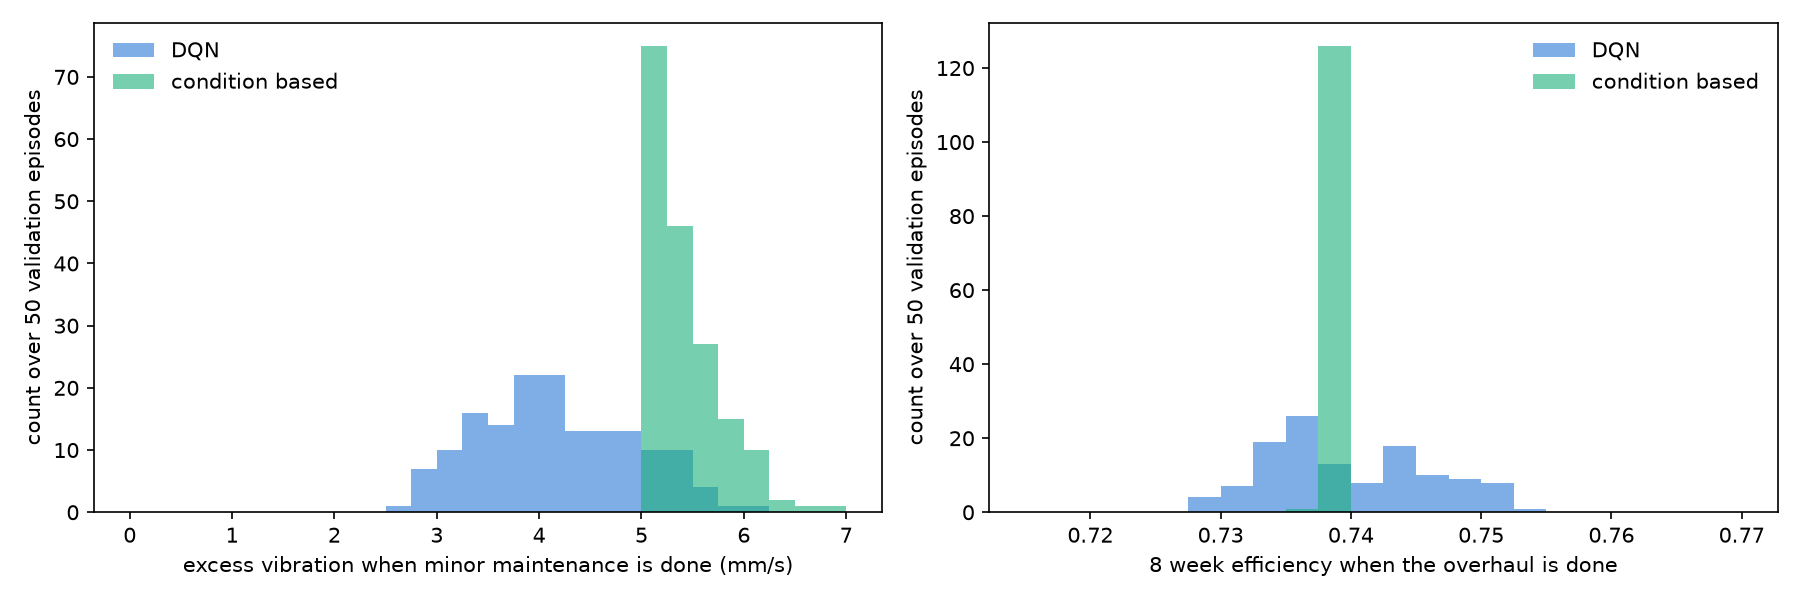 DQN
condition based
count over 50 validation episodes
70
60
50
40
30
20
10
0
0 1 2 3 4 5 6 7
excess vibration when minor maintenance is done (mm/s)
DQN
condition based
count over 50 validation episodes
120
100
80
60
40
20
0
0.72 0.73 0.74 0.75 0.76 0.77
8 week efficiency when the overhaul is done